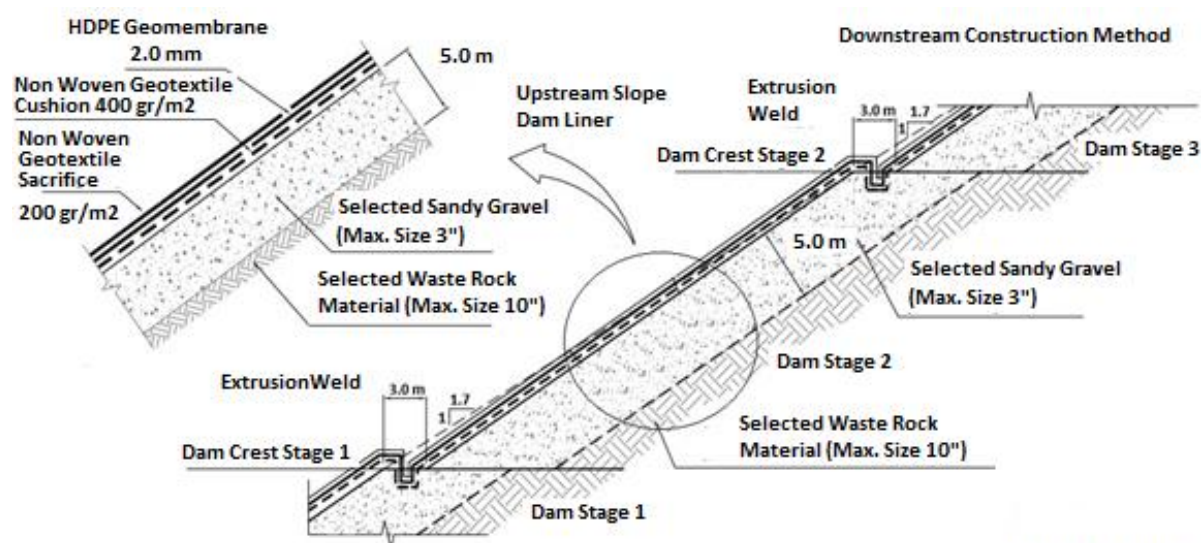 HDPE Geomembrane
2.0 mm
Non Woven Geotextile
Cushion 400 gr/m2
Non Woven
Geotextile
Sacrifice
200 gr/m2
5.0 m
Selected Sandy Gravel
(Max. Size 3")
Selected Waste Rock
Material (Max. Size 10")
Upstream Slope
Dam Liner
Downstream Construction Method
Extrusion
Weld
3.0 m
1.7
1
Dam Crest Stage 2
Dam Stage 3
5.0 m
Selected Sandy Gravel
(Max. Size 3")
Dam Stage 2
Selected Waste Rock
Material (Max. Size 10")
ExtrusionWeld
3.0 m
1.7
1
Dam Crest Stage 1
Dam Stage 1